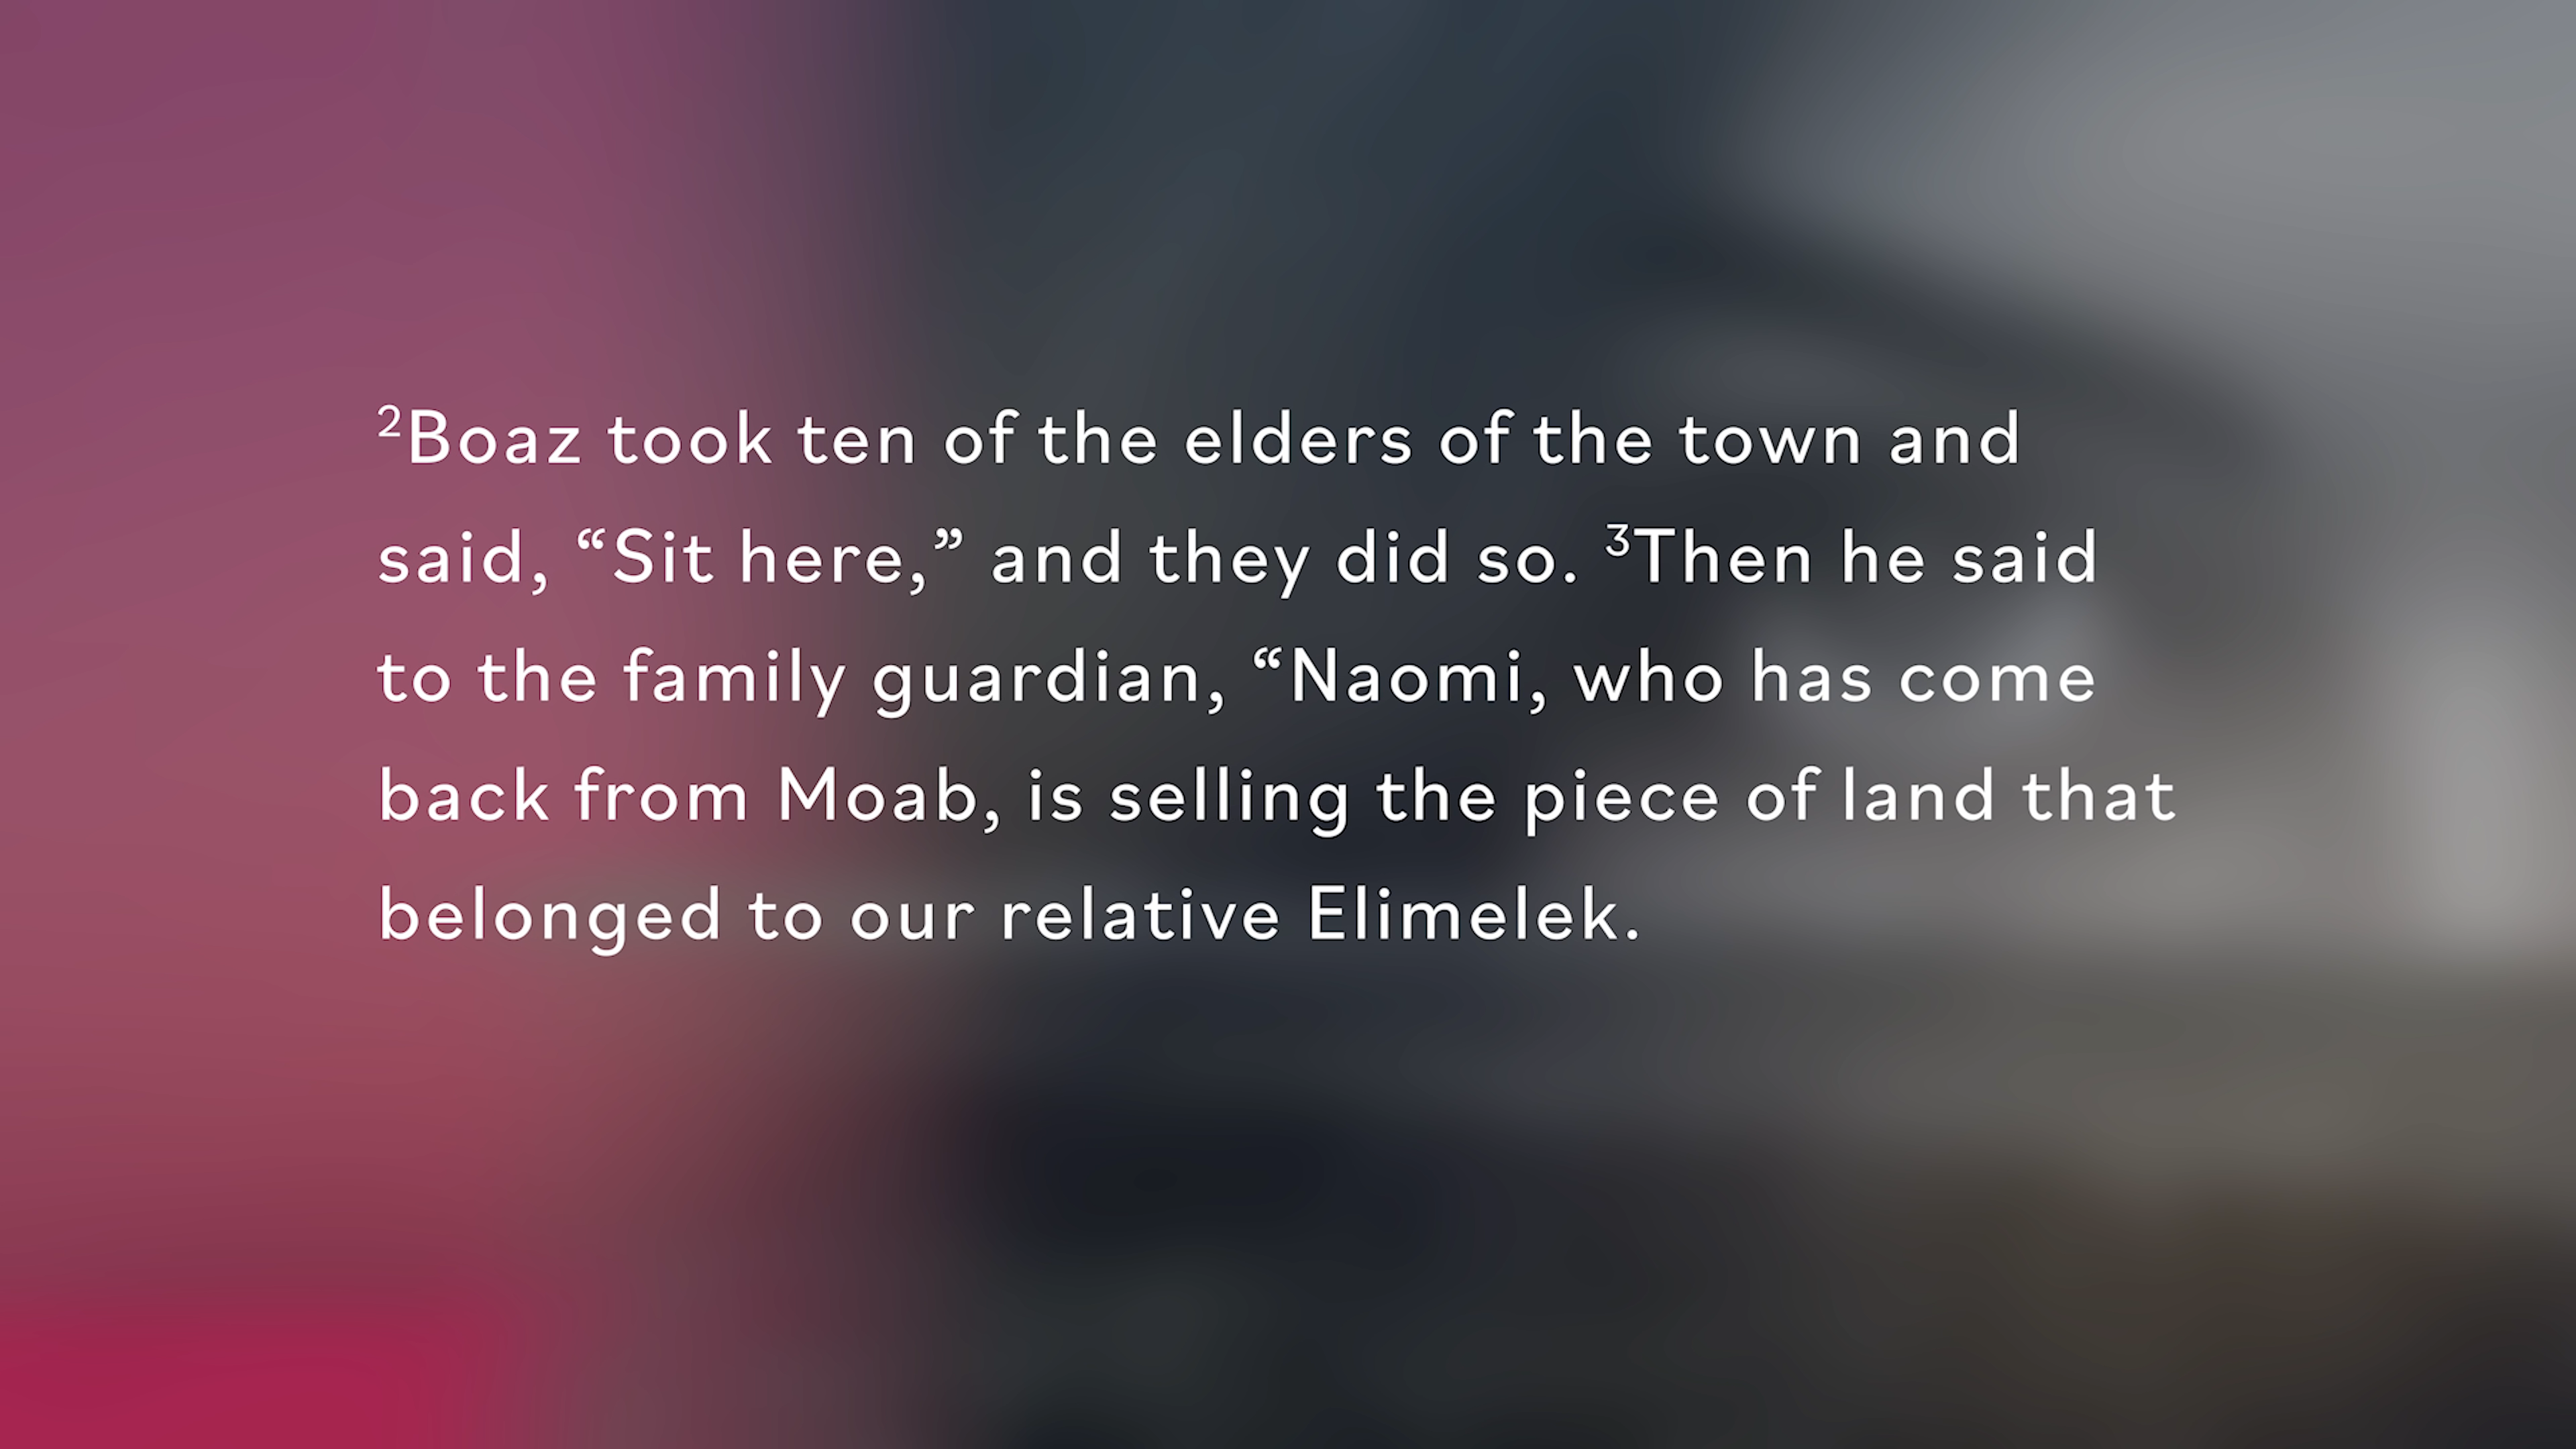 ²Boaz took ten of the elders of the town and
said, “Sit here,” and they did so. ³Then he said
to the family guardian, “Naomi, who has come
back from Moab, is selling the piece of land that
belonged to our relative Elimelek.